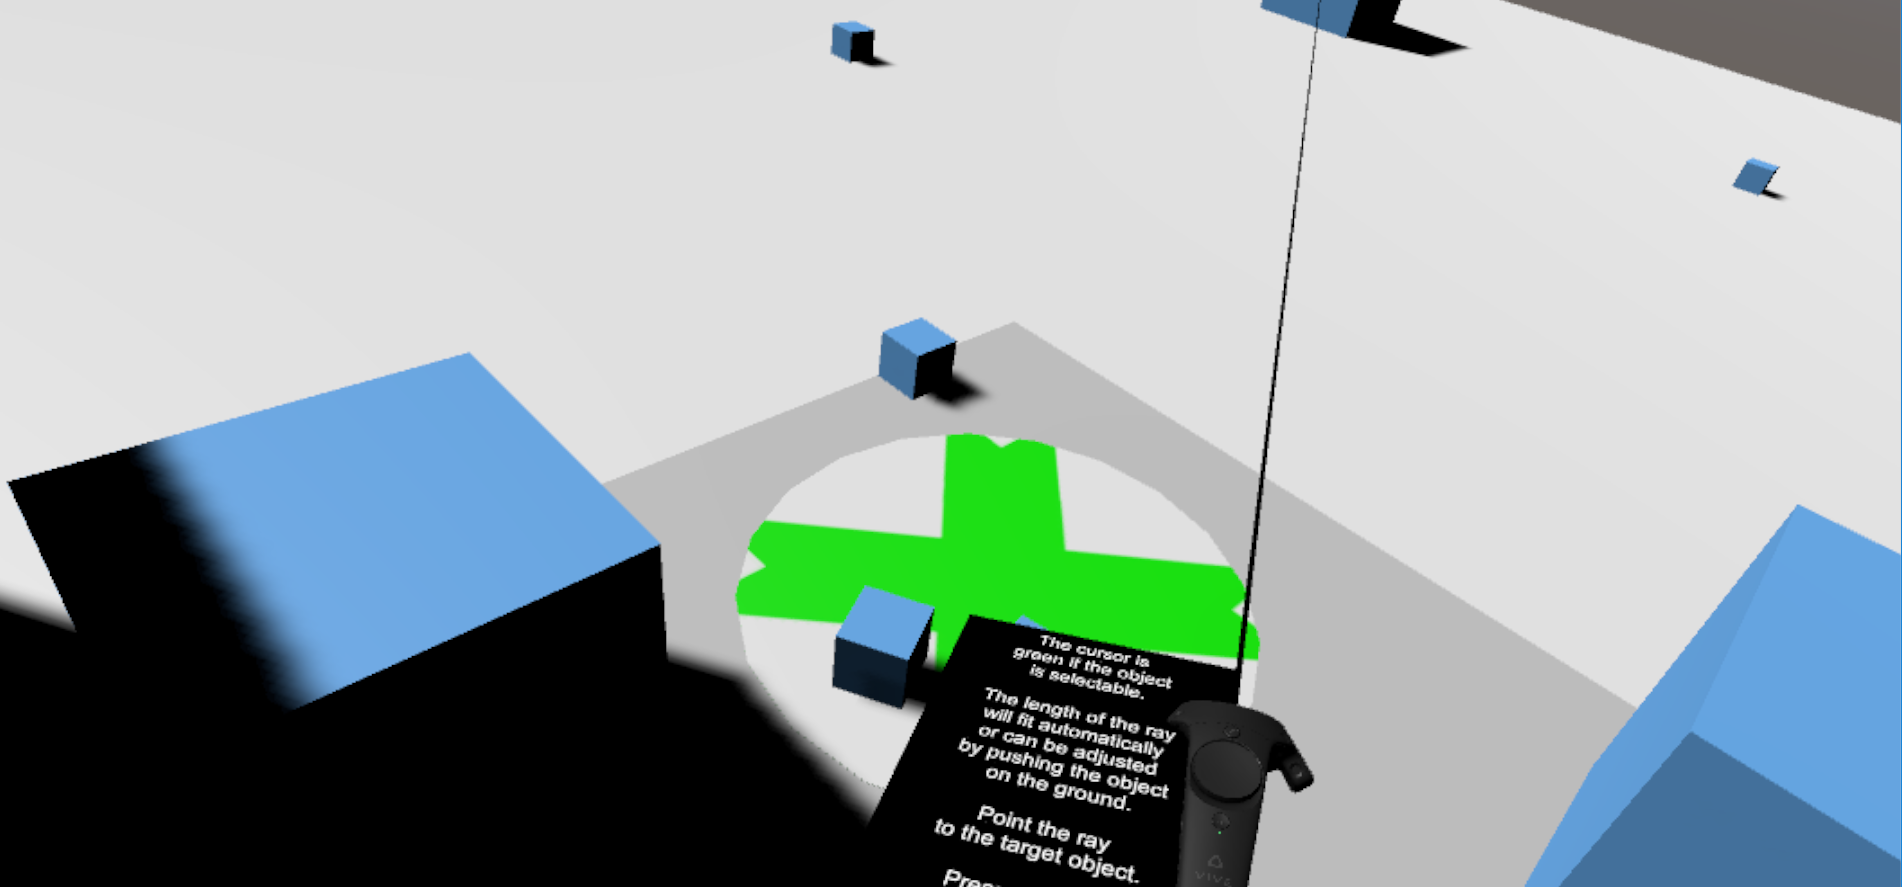 The cursor is
green if the object
is selectable.
The length of the ray
will fit automatically
or can be adjusted
by pushing the object
on the ground.
Point the ray
to the target object.
VIVE